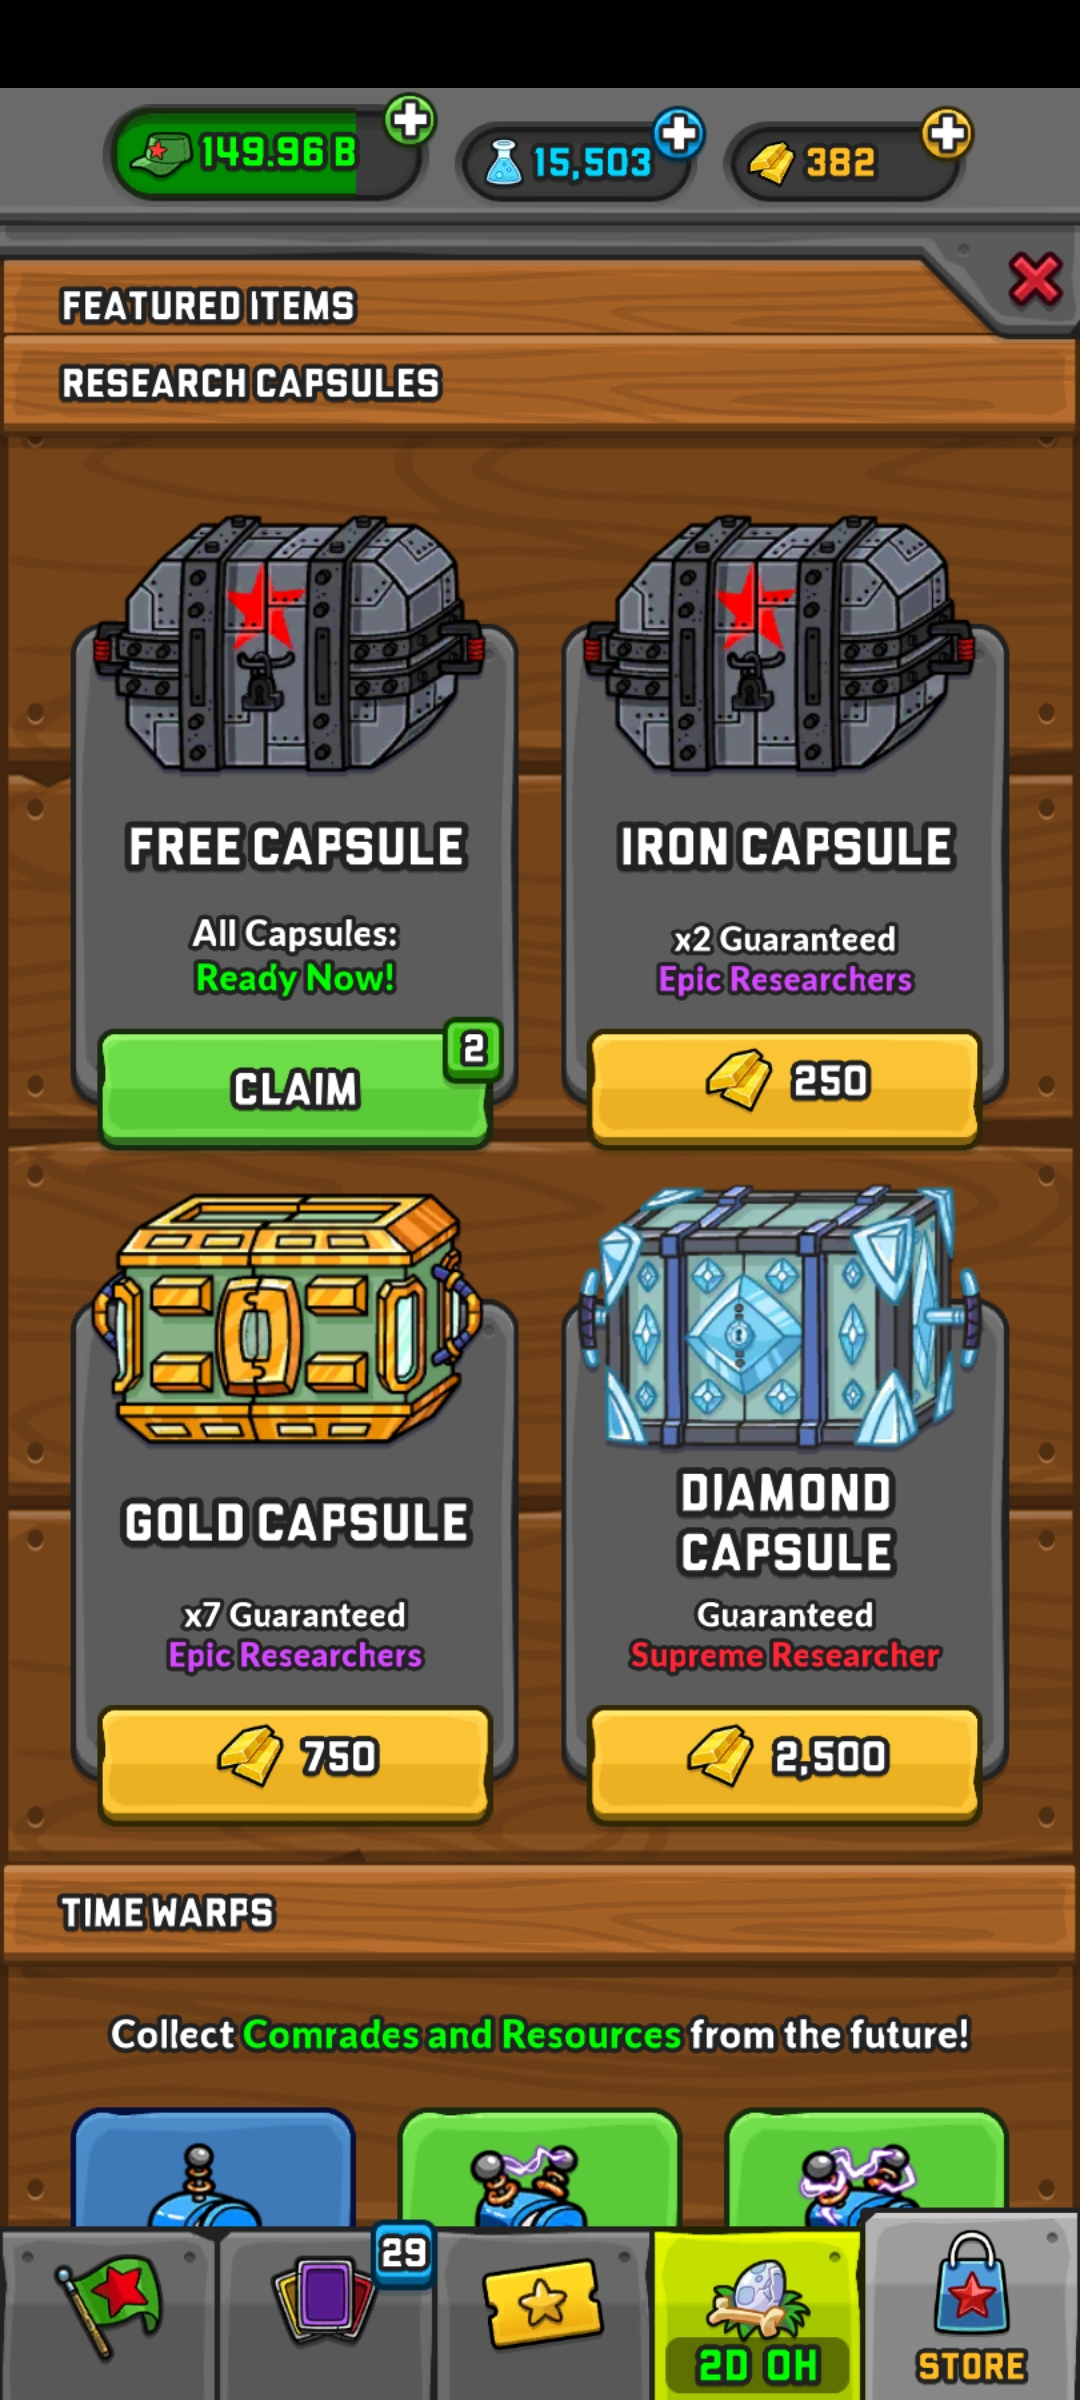 149.96 B
15,503
382
FEATURED ITEMS
RESEARCH CAPSULES
FREE CAPSULE
All Capsules:
Ready Now!
2
CLAIM
IRON CAPSULE
x2 Guaranteed
Epic Researchers
250
GOLD CAPSULE
x7 Guaranteed
Epic Researchers
750
DIAMOND
CAPSULE
Guaranteed
Supreme Researcher
2,500
TIME WARPS
Collect Comrades and Resources from the future!
29
2D 0H
STORE